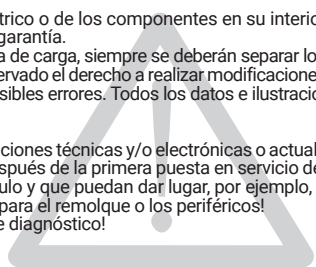 trico o de los componentes en su interior
garantía.
a de carga, siempre se deberán separar lo
ervado el derecho a realizar modificacione
sibles errores. Todos los datos e ilustracio
ciones técnicas y/o electrónicas o actual
spués de la primera puesta en servicio de
ulo y que puedan dar lugar, por ejemplo,
para el remolque o los periféricos!
e diagnóstico!